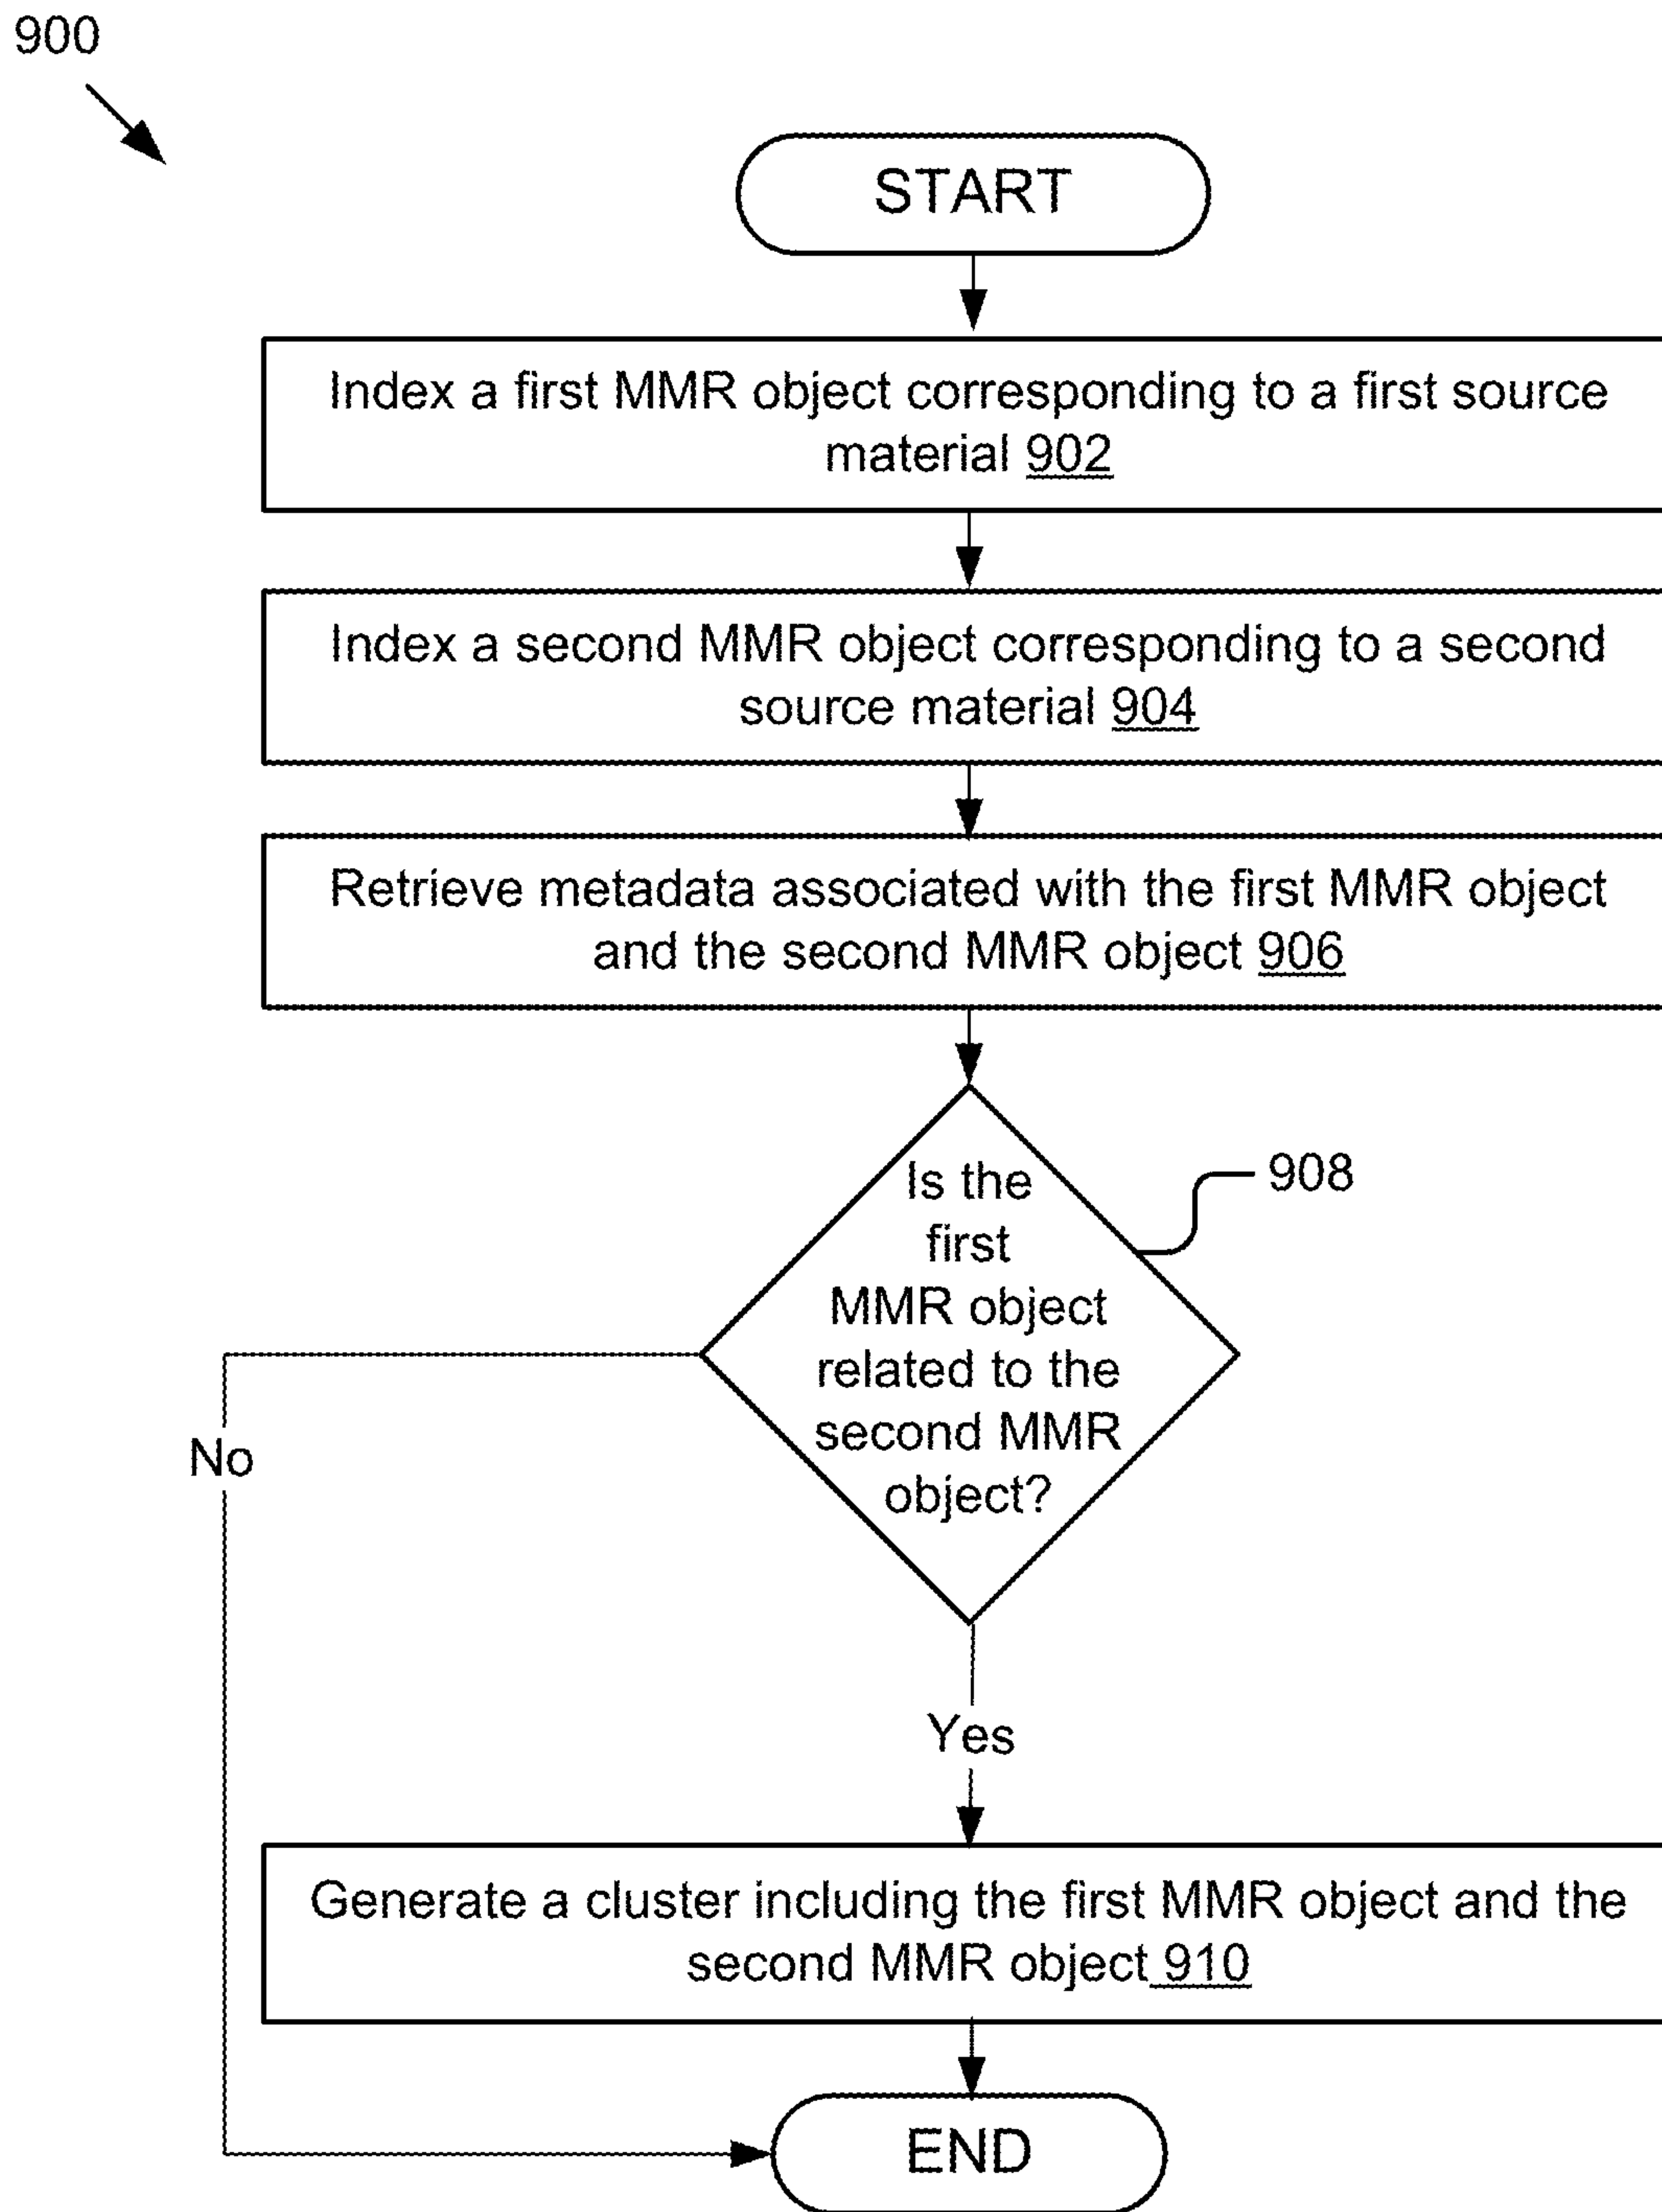 900
START
Index a first MMR object corresponding to a first source
material 902
Index a second MMR object corresponding to a second
source material 904
Retrieve metadata associated with the first MMR object
and the second MMR object 906
Is the
first
MMR object
related to the
second MMR
object?
908
No
Yes
Generate a cluster including the first MMR object and the
second MMR object 910
END